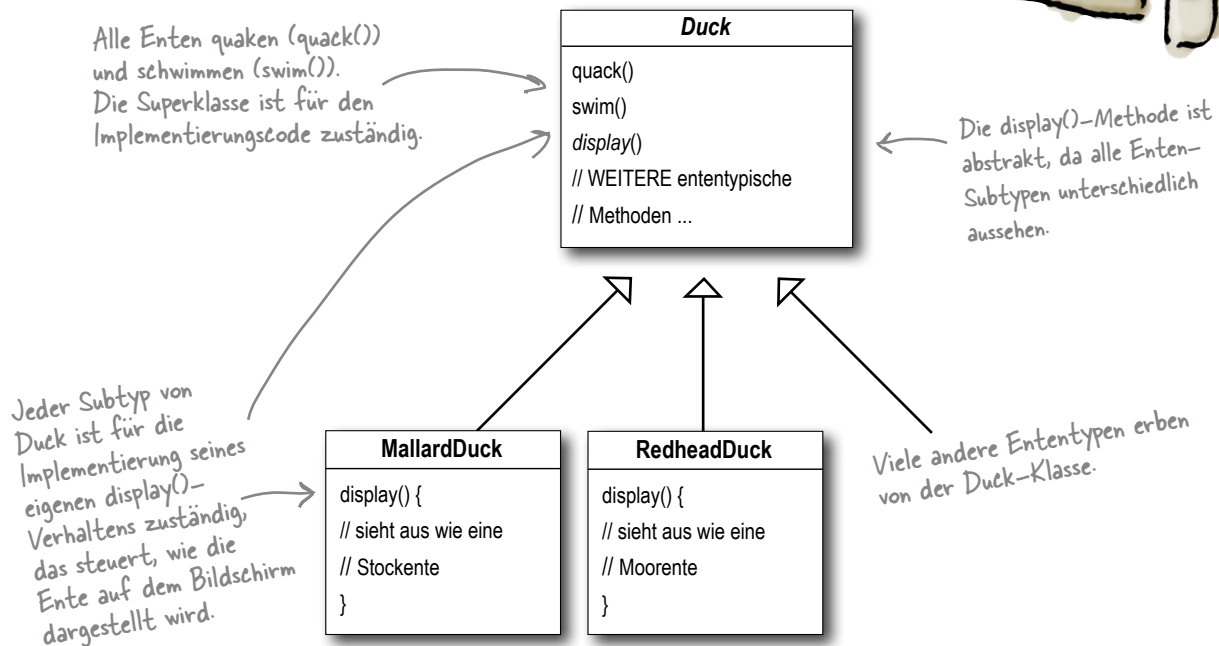 Alle Enten quaken (quack())
und schwimmen (swim()).
Die Superklasse ist für den
Implementierungscode zuständig.
Duck
quack()
swim()
display()
// WEITERE ententypische
// Methoden ...
Die display()-Methode ist
abstrakt, da alle Enten-
Subtypen unterschiedlich
aussehen.
Jeder Subtyp von
Duck ist für die
Implementierung seines
eigenen display()-
Verhaltens zuständig,
das steuert, wie die
Ente auf dem Bildschirm
dargestellt wird.
MallardDuck
display() {
// sieht aus wie eine
// Stockente
}
RedheadDuck
display() {
// sieht aus wie eine
// Moorente
}
Viele andere Ententypen erben
von der Duck-Klasse.